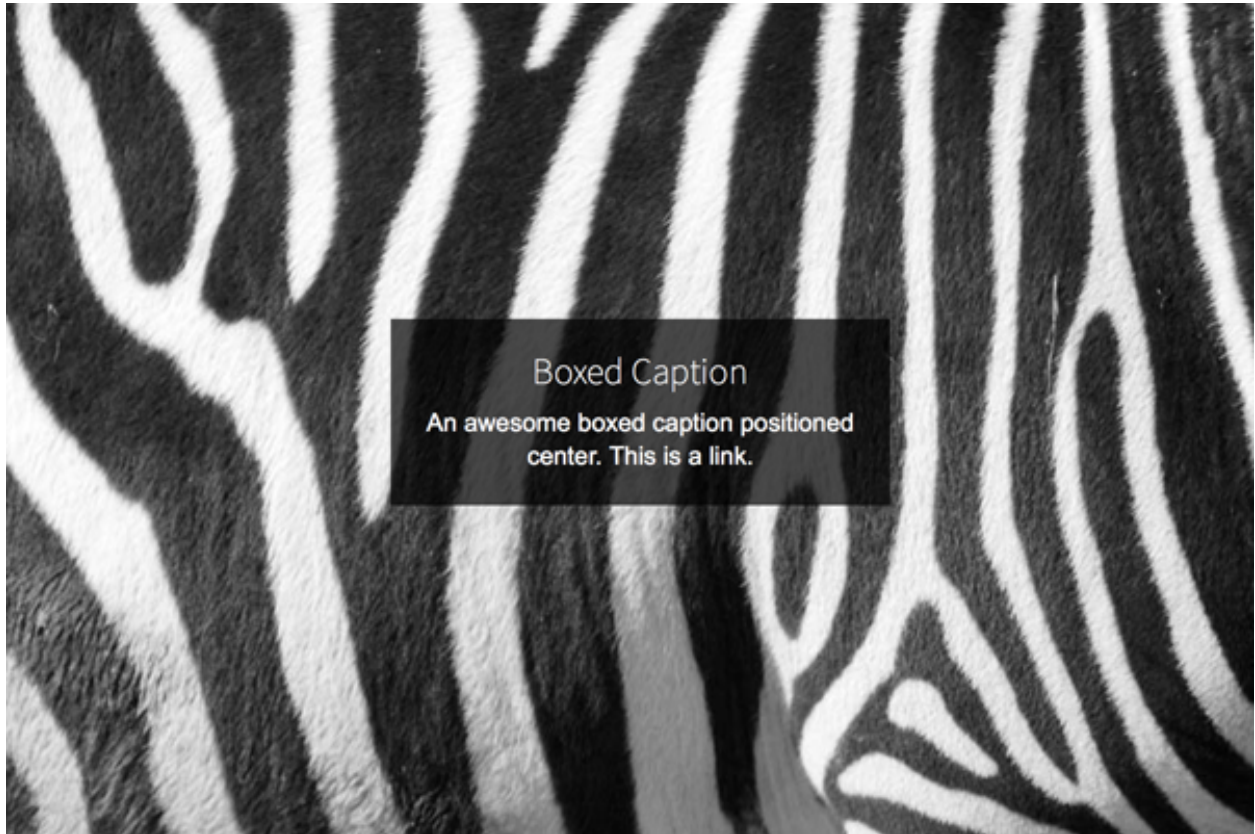 Boxed Caption
An awesome boxed caption positioned
center. This is a link.